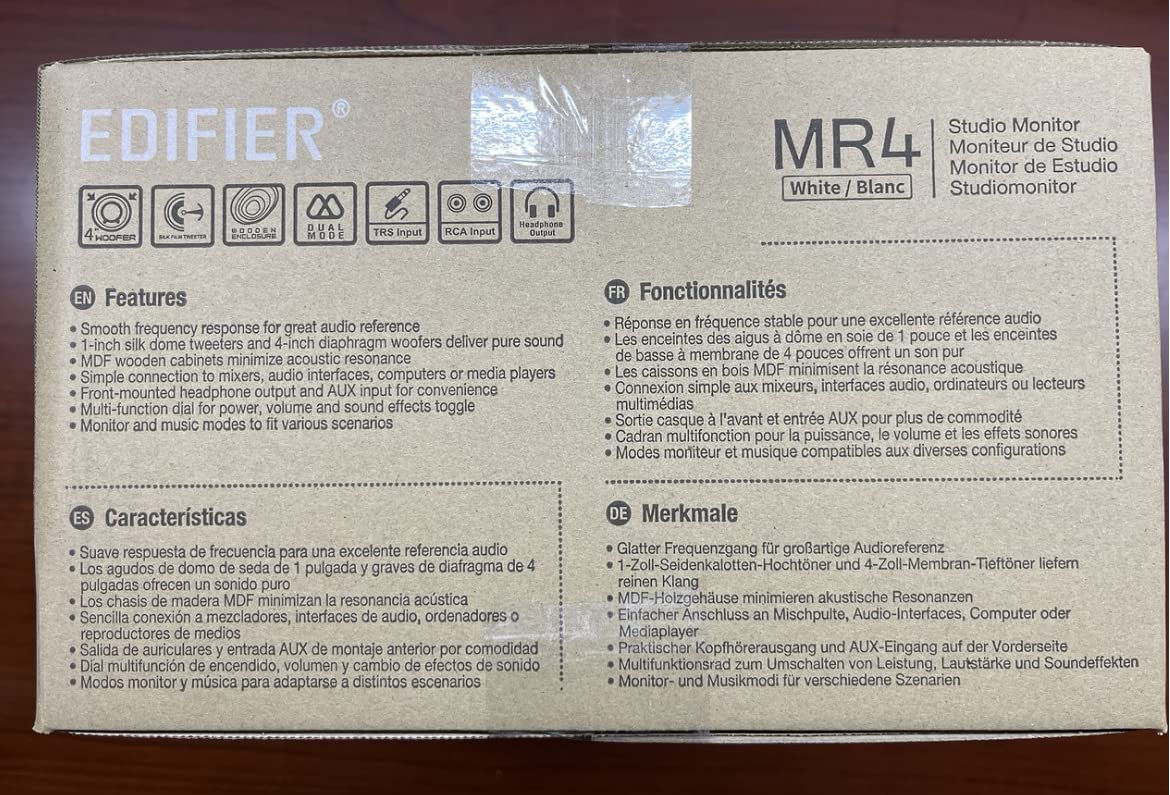 EDIFIER®
MR4
White / Blanc
Studio Monitor
Moniteur de Studio
Monitor de Estudio
Studiomonitor
4" WOOFER
SILK FILM TWEETER
WOODEN
ENCLOSURE
DUAL
MODE
TRS Input
RCA Input
Headphone
Output
EN Features
• Smooth frequency response for great audio reference
• 1-inch silk dome tweeters and 4-inch diaphragm woofers deliver pure sound
• MDF wooden cabinets minimize acoustic resonance
• Simple connection to mixers, audio interfaces, computers or media players
• Front-mounted headphone output and AUX input for convenience
• Multi-function dial for power, volume and sound effects toggle
• Monitor and music modes to fit various scenarios
FR Fonctionnalités
• Réponse en fréquence stable pour une excellente référence audio
• Les enceintes des aigus à dôme en soie de 1 pouce et les enceintes
de basse à membrane de 4 pouces offrent un son pur
• Les caissons en bois MDF minimisent la résonance acoustique
• Connexion simple aux mixeurs, interfaces audio, ordinateurs ou lecteurs
multimédias
• Sortie casque à l'avant et entrée AUX pour plus de commodité
• Cadran multifonction pour la puissance, le volume et les effets sonores
• Modes moniteur et musique compatibles aux diverses configurations
ES Características
• Suave respuesta de frecuencia para una excelente referencia audio
• Los agudos de domo de seda de 1 pulgada y graves de diafragma de 4
pulgadas ofrecen un sonido puro
• Los chasis de madera MDF minimizan la resonancia acústica
• Sencilla conexión a mezcladores, interfaces de audio, ordenadores o
reproductores de medios
• Salida de auriculares y entrada AUX de montaje anterior por comodidad
• Dial multifunción de encendido, volumen y cambio de efectos de sonido
• Modos monitor y música para adaptarse a distintos escenarios
DE Merkmale
• Glatter Frequenzgang für großartige Audioreferenz
• 1-Zoll-Seidenkalotten-Hochtöner und 4-Zoll-Membran-Tieftöner liefern
reinen Klang
• MDF-Holzgehäuse minimieren akustische Resonanzen
• Einfacher Anschluss an Mischpulte, Audio-Interfaces, Computer oder
Mediaplayer
• Praktischer Kopfhörerausgang und AUX-Eingang auf der Vorderseite
• Multifunktionsrad zum Umschalten von Leistung, Lautstärke und Soundeffekten
• Monitor- und Musikmodi für verschiedene Szenarien